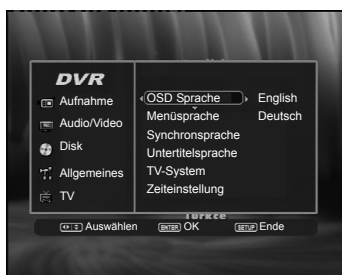 DVR
Aufnahme
Audio/Video
Disk
Allgemeines
TV
OSD Sprache English
Menüsprache Deutsch
Synchronsprache
Untertitelsprache
TV-System
Zeiteinstellung
Türkçe
Auswählen ENTER OK SETUP Ende